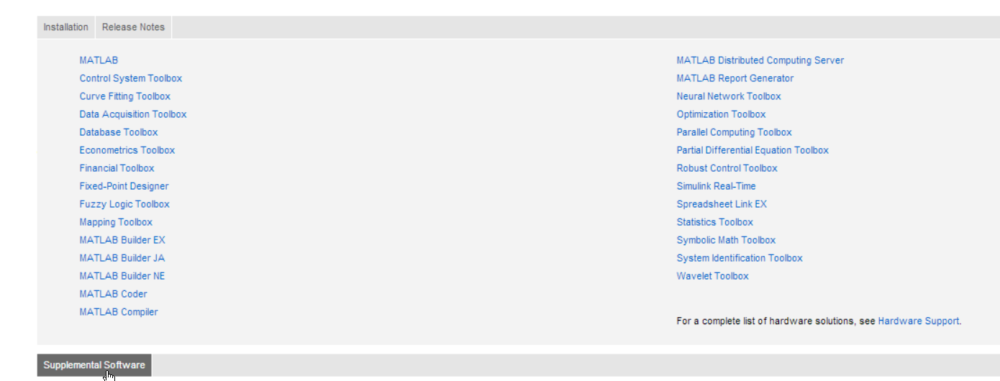 Installation Release Notes
MATLAB
Control System Toolbox
Curve Fitting Toolbox
Data Acquisition Toolbox
Database Toolbox
Econometrics Toolbox
Financial Toolbox
Fixed-Point Designer
Fuzzy Logic Toolbox
Mapping Toolbox
MATLAB Builder EX
MATLAB Builder JA
MATLAB Builder NE
MATLAB Coder
MATLAB Compiler
MATLAB Distributed Computing Server
MATLAB Report Generator
Neural Network Toolbox
Optimization Toolbox
Parallel Computing Toolbox
Partial Differential Equation Toolbox
Robust Control Toolbox
Simulink Real-Time
Spreadsheet Link EX
Statistics Toolbox
Symbolic Math Toolbox
System Identification Toolbox
Wavelet Toolbox
For a complete list of hardware solutions, see Hardware Support.
Supplemental Software